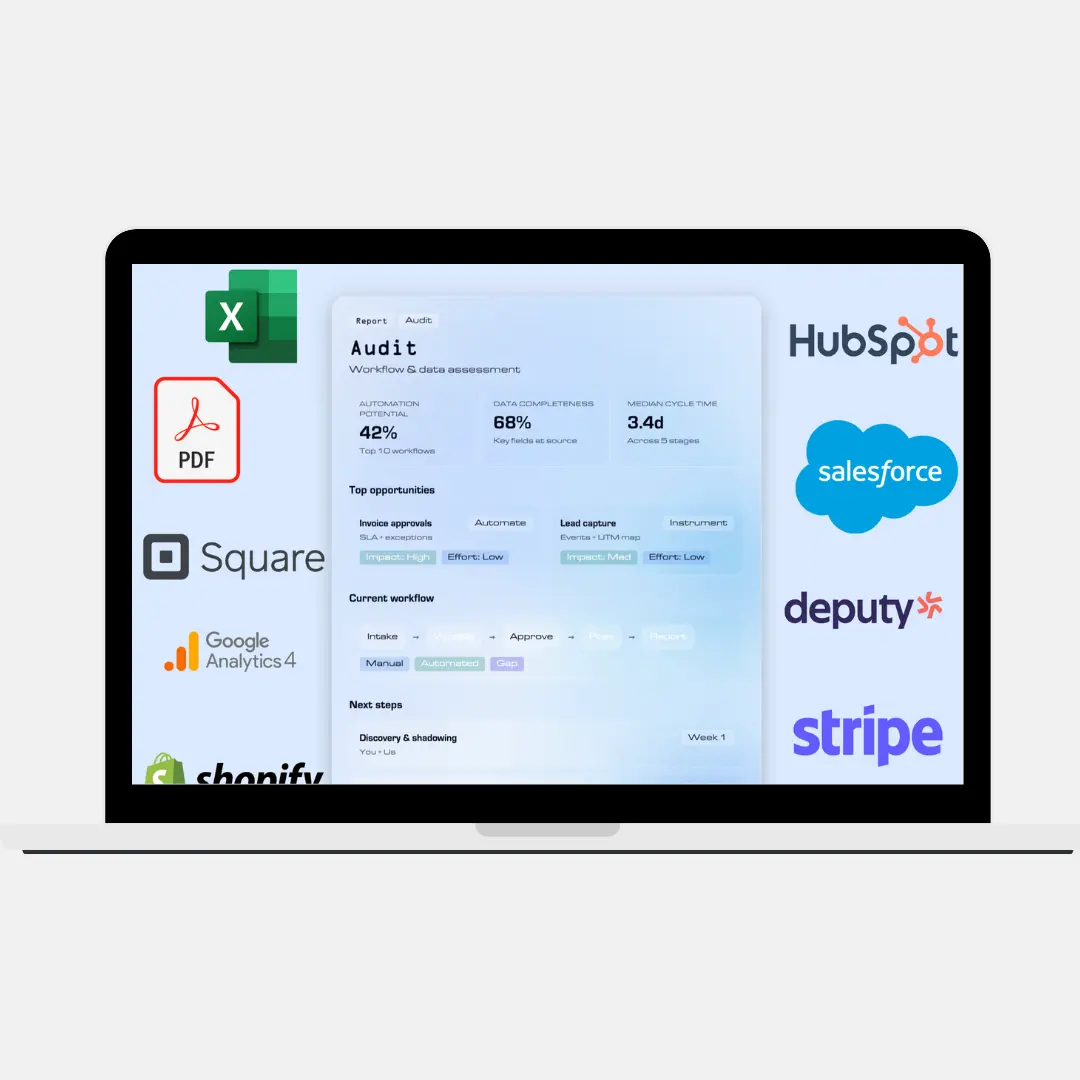 X
PDF
Square
Google
Analytics 4
S
shopify
Report Audit
Audit
Workflow & data assessment
AUTOMATION
POTENTIAL
42%
Top 10 workflows
DATA COMPLETENESS
68%
Key fields at source
MEDIAN CYCLE TIME
3.4d
Across 5 stages
Top opportunities
Invoice approvals Automate
SLA + exceptions
Impact: High Effort: Low
Lead capture Instrument
Events + UTM map
Impact: Med Effort: Low
Current workflow
Intake → → Approve → → Report
Manual Automated Gap
Next steps
Discovery & shadowing Week 1
You + Us
HubSpot
salesforce
deputy
stripe